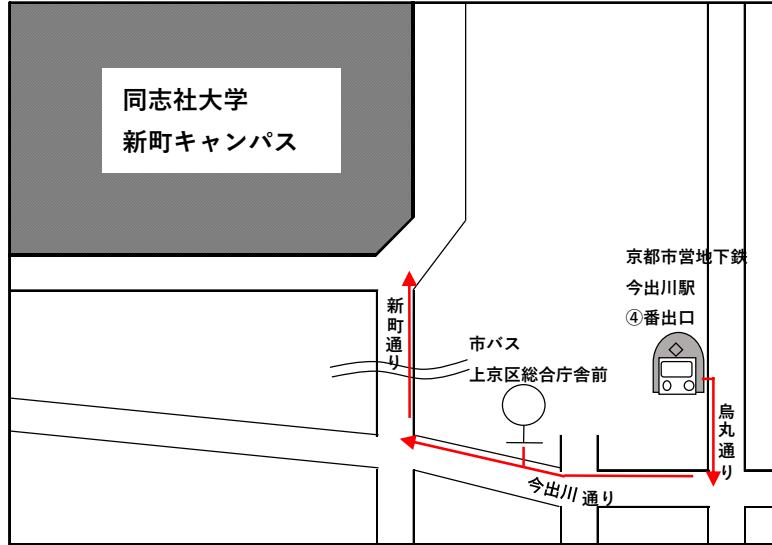 同志社大学
新町キャンパス
京都市営地下鉄
今出川駅
④番出口
新町通り
市バス
上京区総合庁舎前
烏丸通り
今出川通り